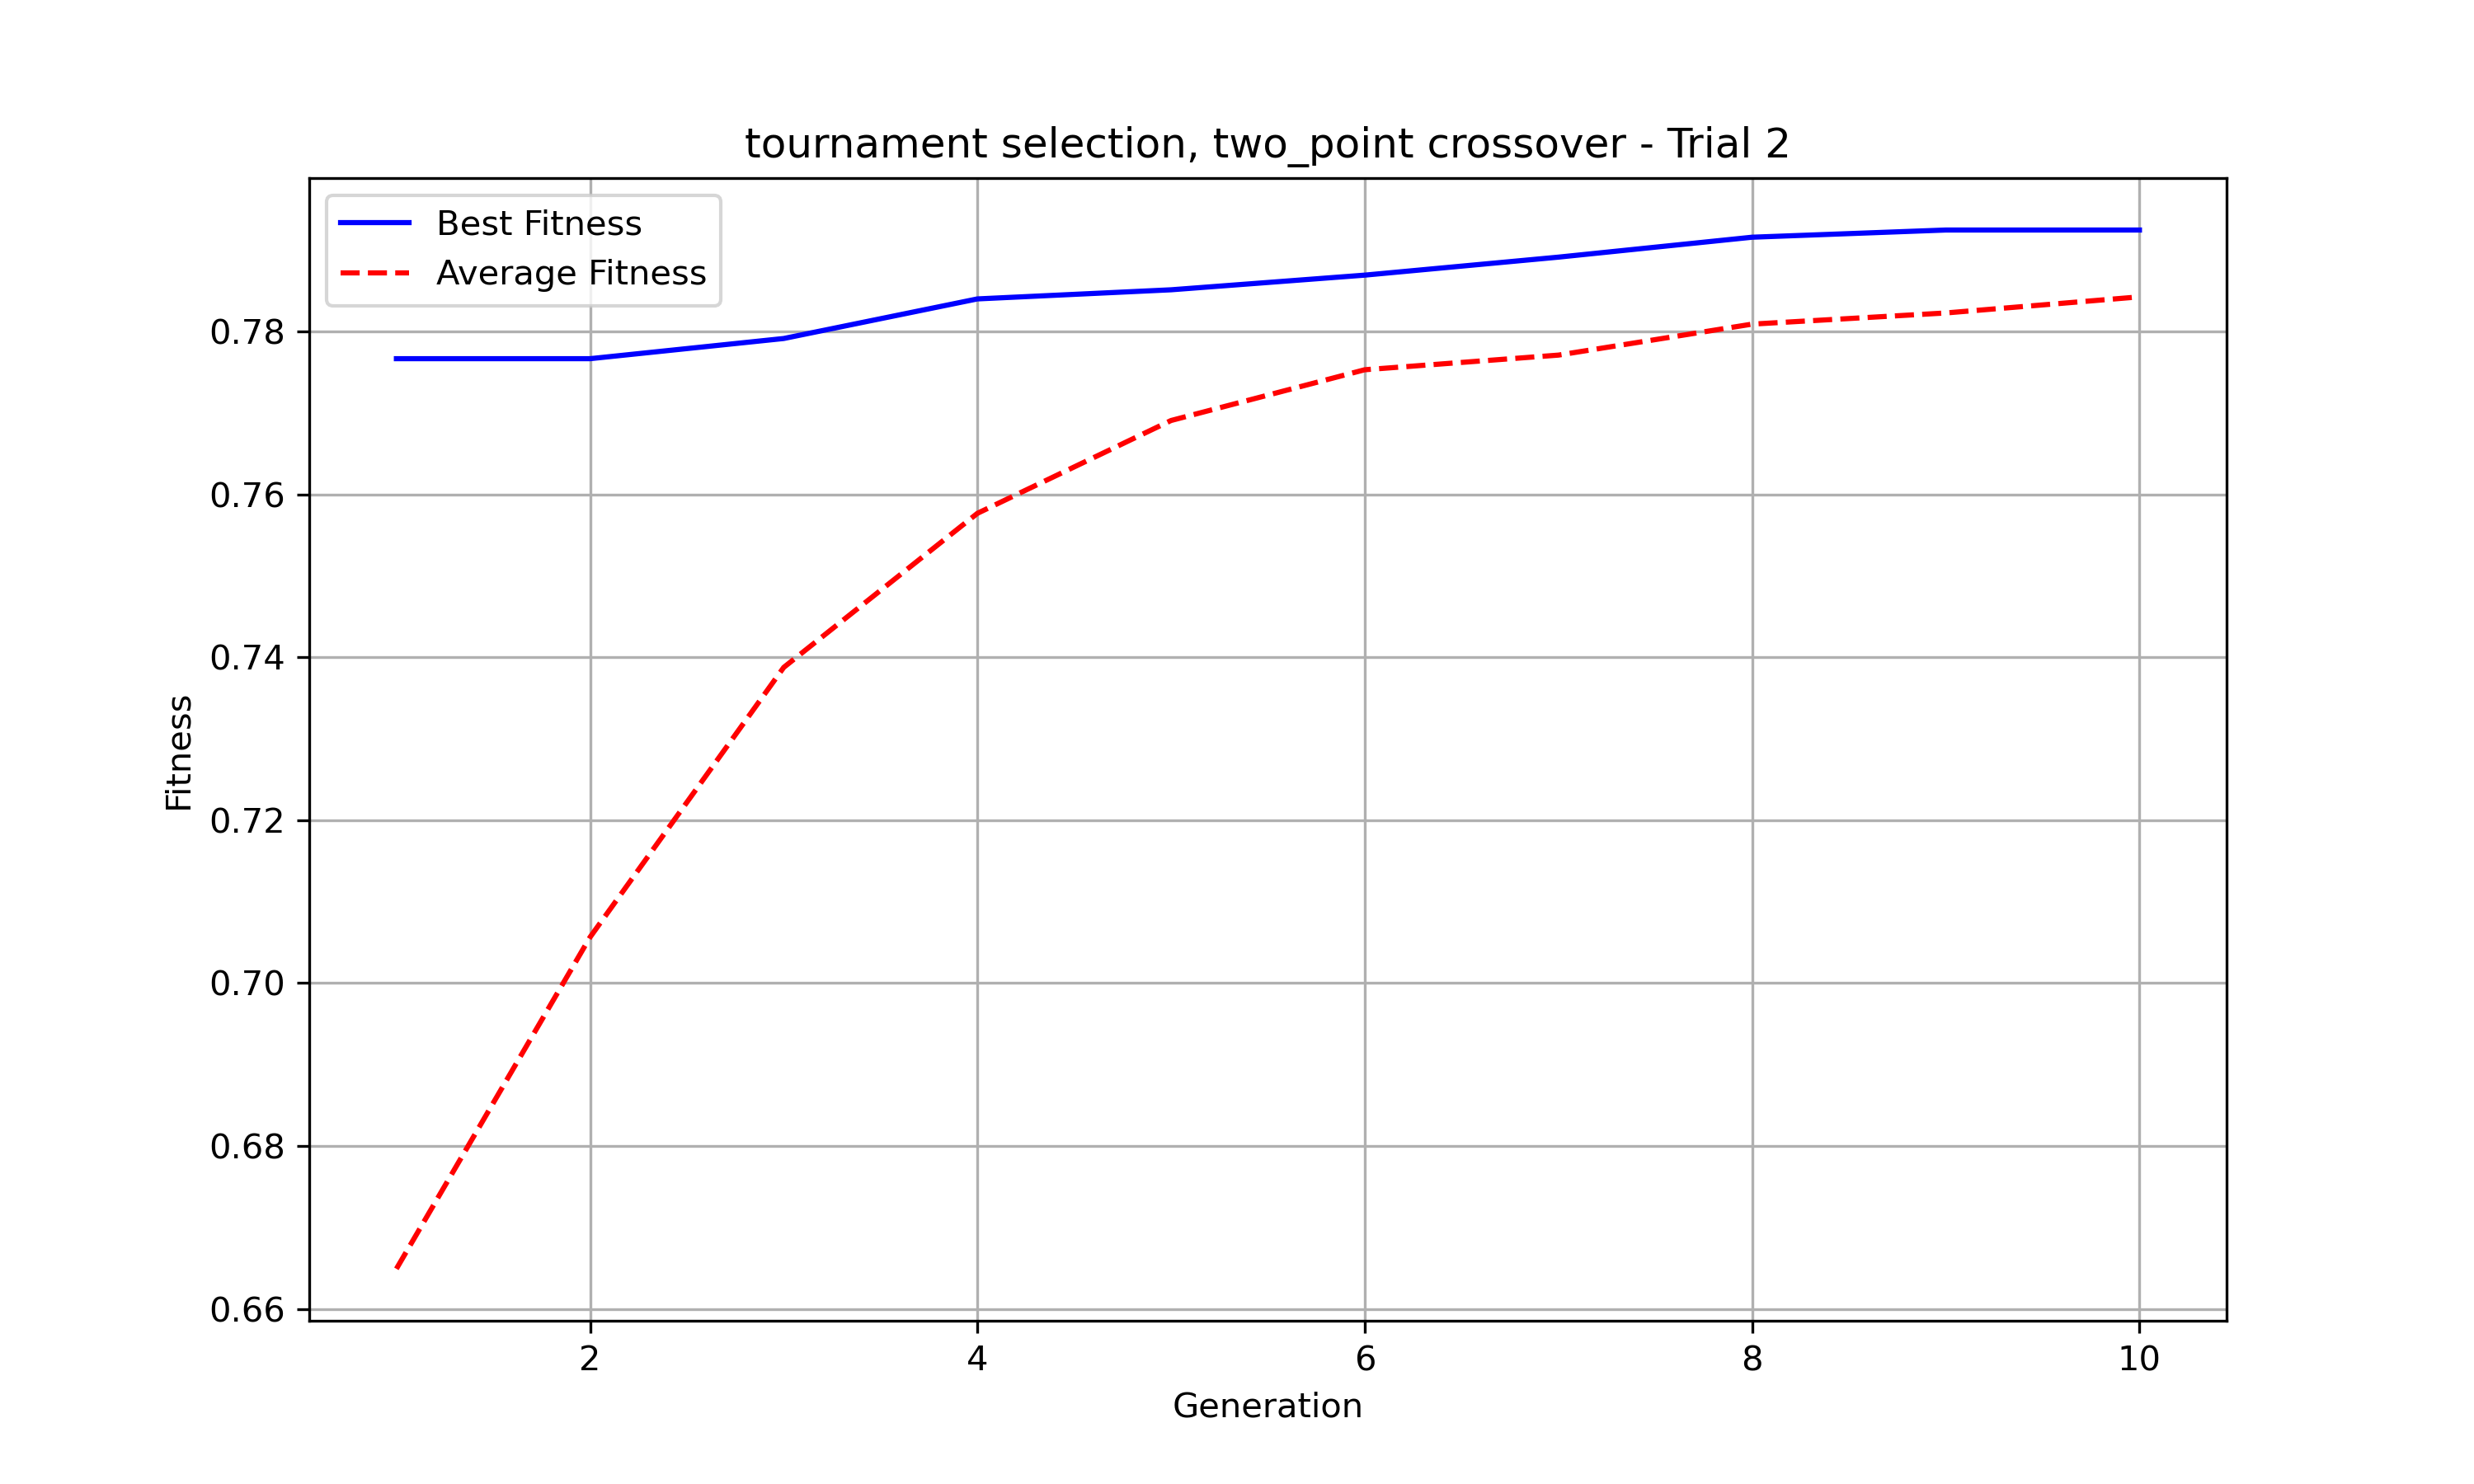 tournament selection, two_point crossover - Trial 2
Best Fitness
Average Fitness
0.78
0.76
0.74
0.72
0.70
0.68
0.66
Fitness
2 4 6 8 10
Generation